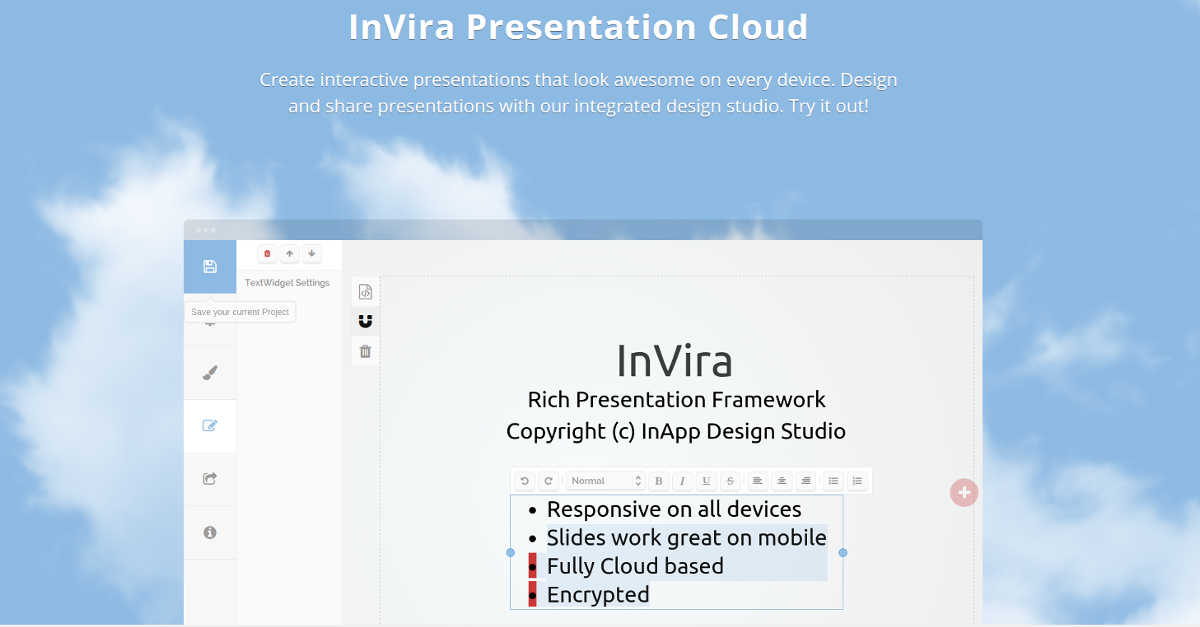 InVira Presentation Cloud
Create interactive presentations that look awesome on every device. Design
and share presentations with our integrated design studio. Try it out!
TextWidget Settings
Save your current Project
InVira
Rich Presentation Framework
Copyright (c) InApp Design Studio
Normal B I U S
Responsive on all devices
Slides work great on mobile
Fully Cloud based
Encrypted